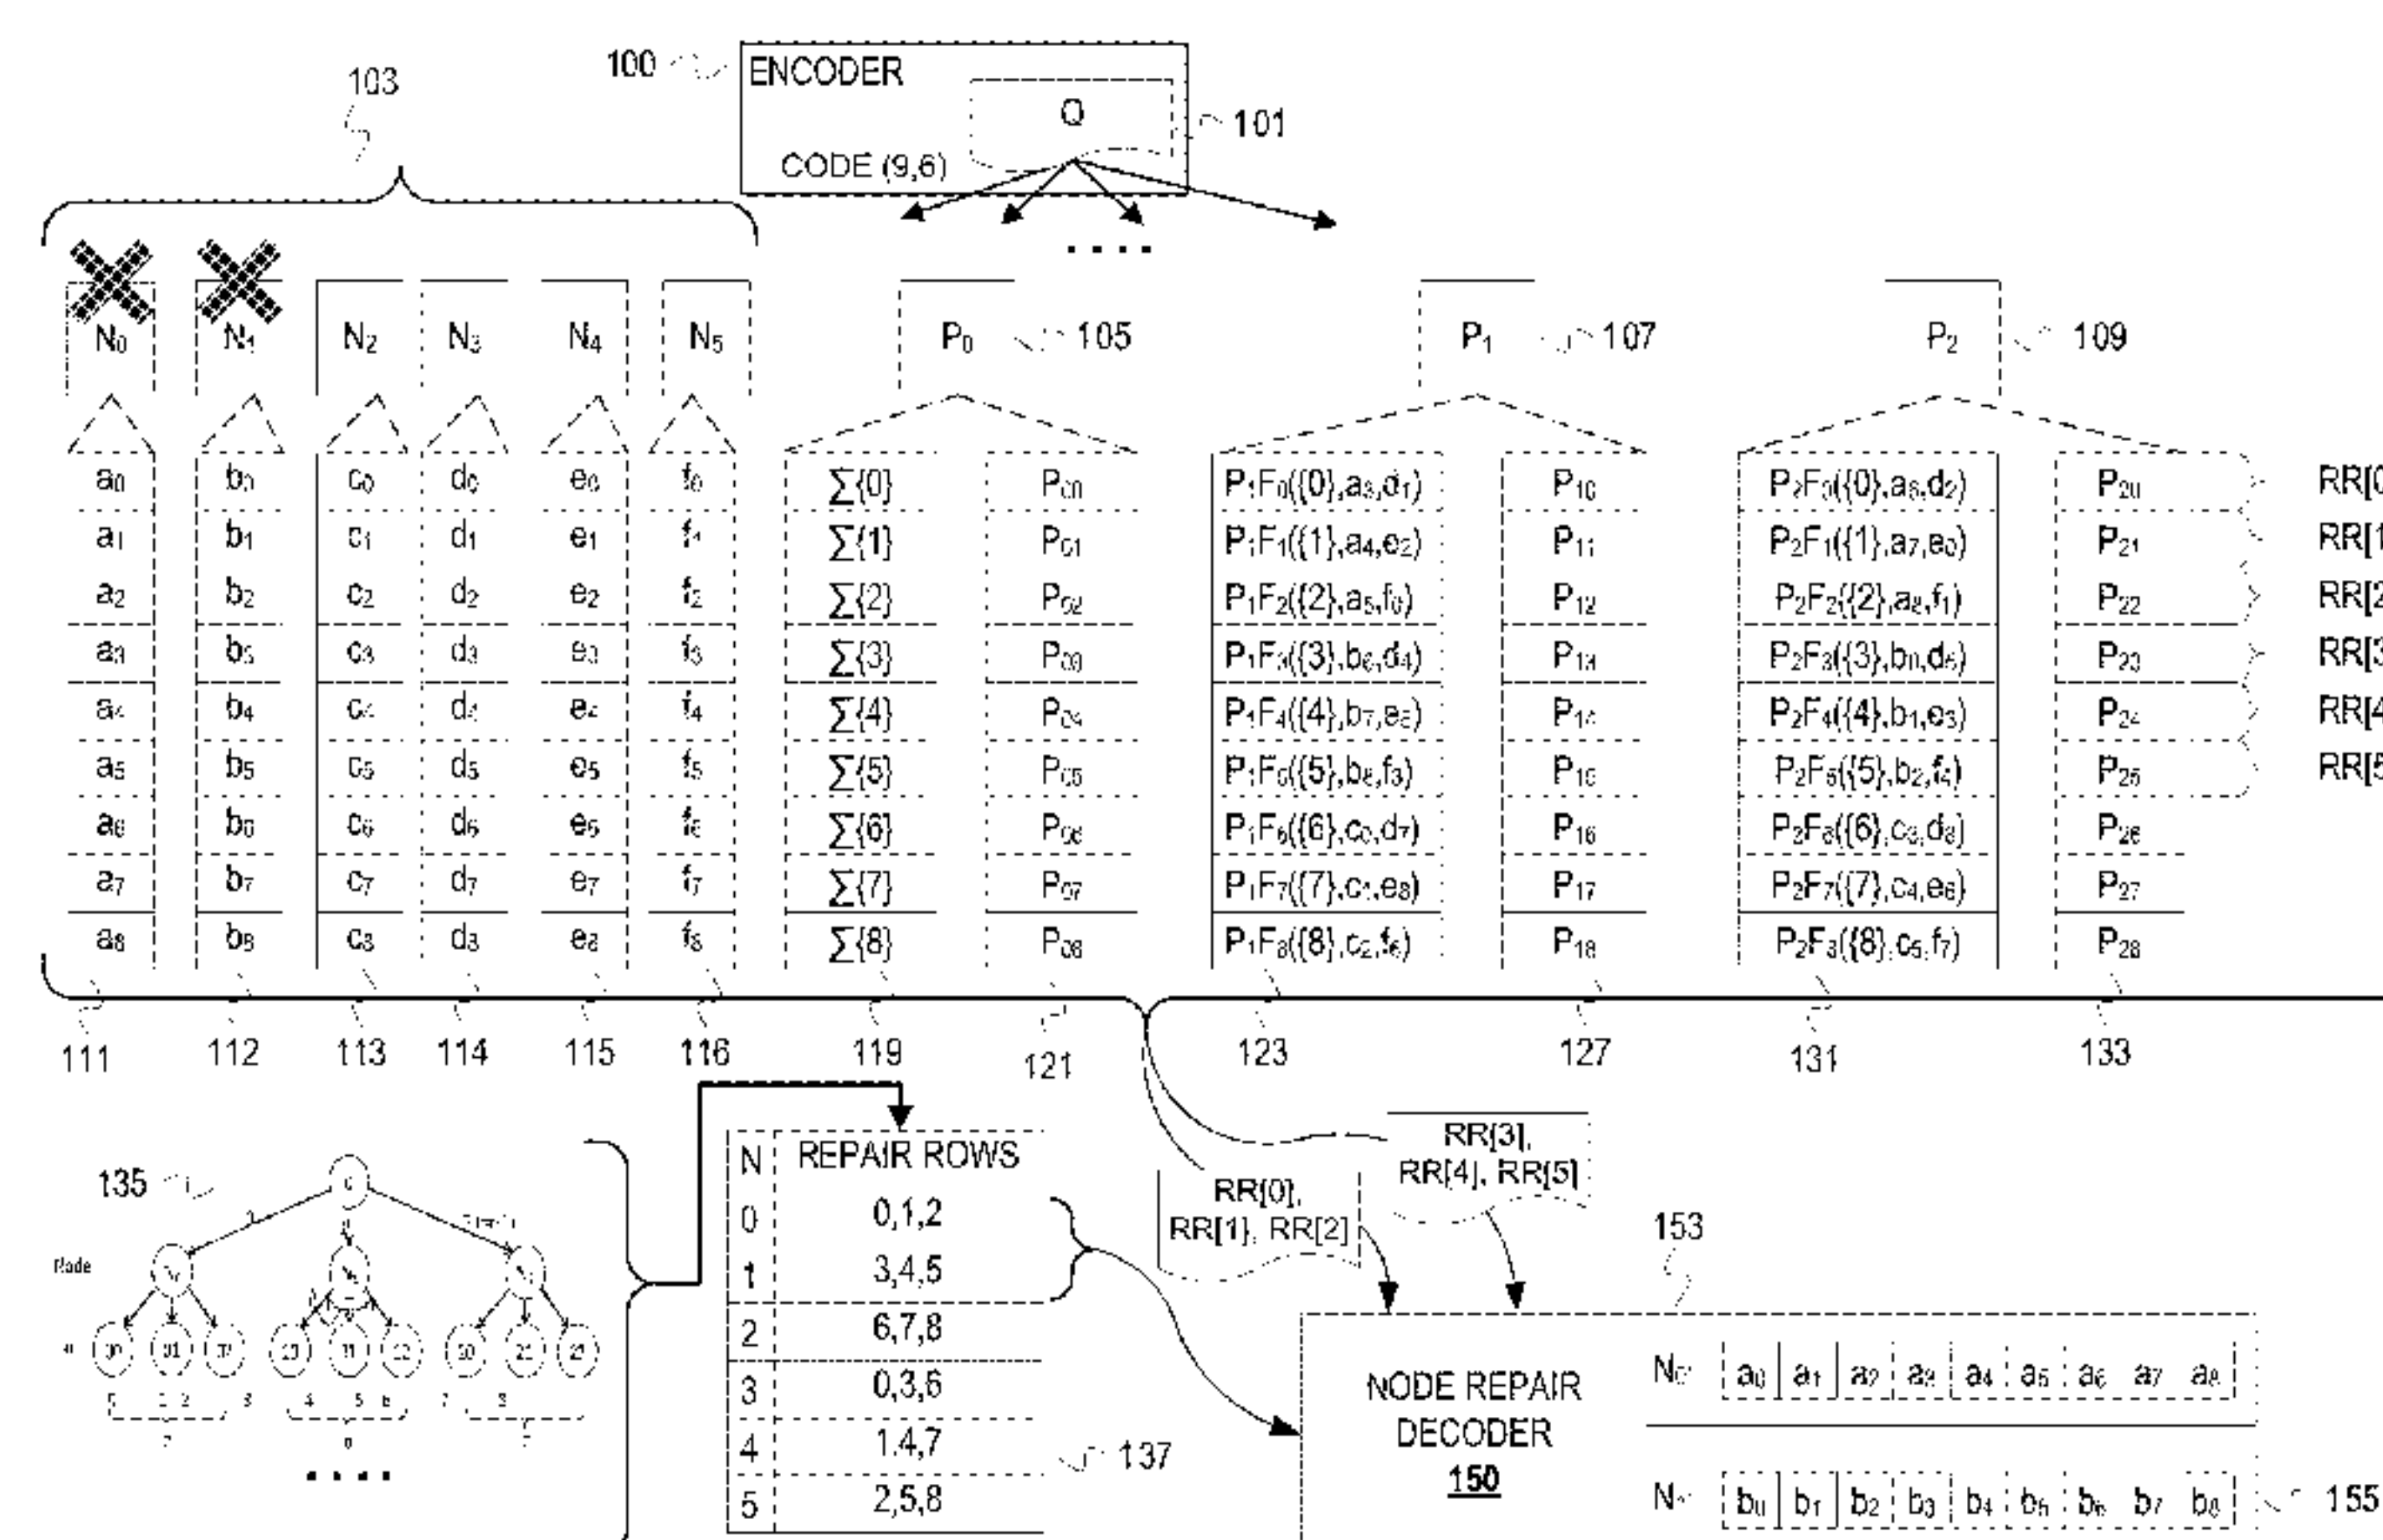 100 ENCODER
103
Q
101
CODE (9,6)
....
N₀ N₁ N₂ N₃ N₄ N₅ P₀ 105 P₁ 107 P₂ 109
a₀ b₀ c₀ d₀ e₀ f₀ ∑{0} P₀₀ P₁F₀({0},a₃,d₁) P₁₀ P₂F₀({0},a₆,d₂) P₂₀ RR[0
a₁ b₁ c₁ d₁ e₁ f₁ ∑{1} P₀₁ P₁F₁({1},a₄,e₂) P₁₁ P₂F₁({1},a₇,e₀) P₂₁ RR[1
a₂ b₂ c₂ d₂ e₂ f₂ ∑{2} P₀₂ P₁F₂({2},a₅,f₀) P₁₂ P₂F₂({2},a₈,f₁) P₂₂ RR[2
a₃ b₃ c₃ d₃ e₃ f₃ ∑{3} P₀₃ P₁F₃({3},b₆,d₄) P₁₃ P₂F₃({3},b₀,d₅) P₂₃ RR[3
a₄ b₄ c₄ d₄ e₄ f₄ ∑{4} P₀₄ P₁F₄({4},b₇,e₅) P₁₄ P₂F₄({4},b₁,e₃) P₂₄ RR[4
a₅ b₅ c₅ d₅ e₅ f₅ ∑{5} P₀₅ P₁F₅({5},b₈,f₃) P₁₅ P₂F₅({5},b₂,f₄) P₂₅ RR[5
a₆ b₆ c₆ d₆ e₆ f₆ ∑{6} P₀₆ P₁F₆({6},c₀,d₇) P₁₆ P₂F₆({6},c₃,d₈) P₂₆
a₇ b₇ c₇ d₇ e₇ f₇ ∑{7} P₀₇ P₁F₇({7},c₁,e₈) P₁₇ P₂F₇({7},c₄,e₆) P₂₇
a₈ b₈ c₈ d₈ e₈ f₈ ∑{8} P₀₈ P₁F₈({8},c₂,f₆) P₁₈ P₂F₈({8},c₅,f₇) P₂₈
111 112 113 114 115 116 119 121 123 127 131 133
135
Node
....
N REPAIR ROWS
0 0,1,2
1 3,4,5
2 6,7,8
3 0,3,6
4 1,4,7
5 2,5,8
137
RR[0],
RR[1], RR[2]
RR[3],
RR[4], RR[5]
153
NODE REPAIR
DECODER
150
N₀: a₀ a₁ a₂ a₃ a₄ a₅ a₆ a₇ a₈
N₁: b₀ b₁ b₂ b₃ b₄ b₅ b₆ b₇ b₈ 155